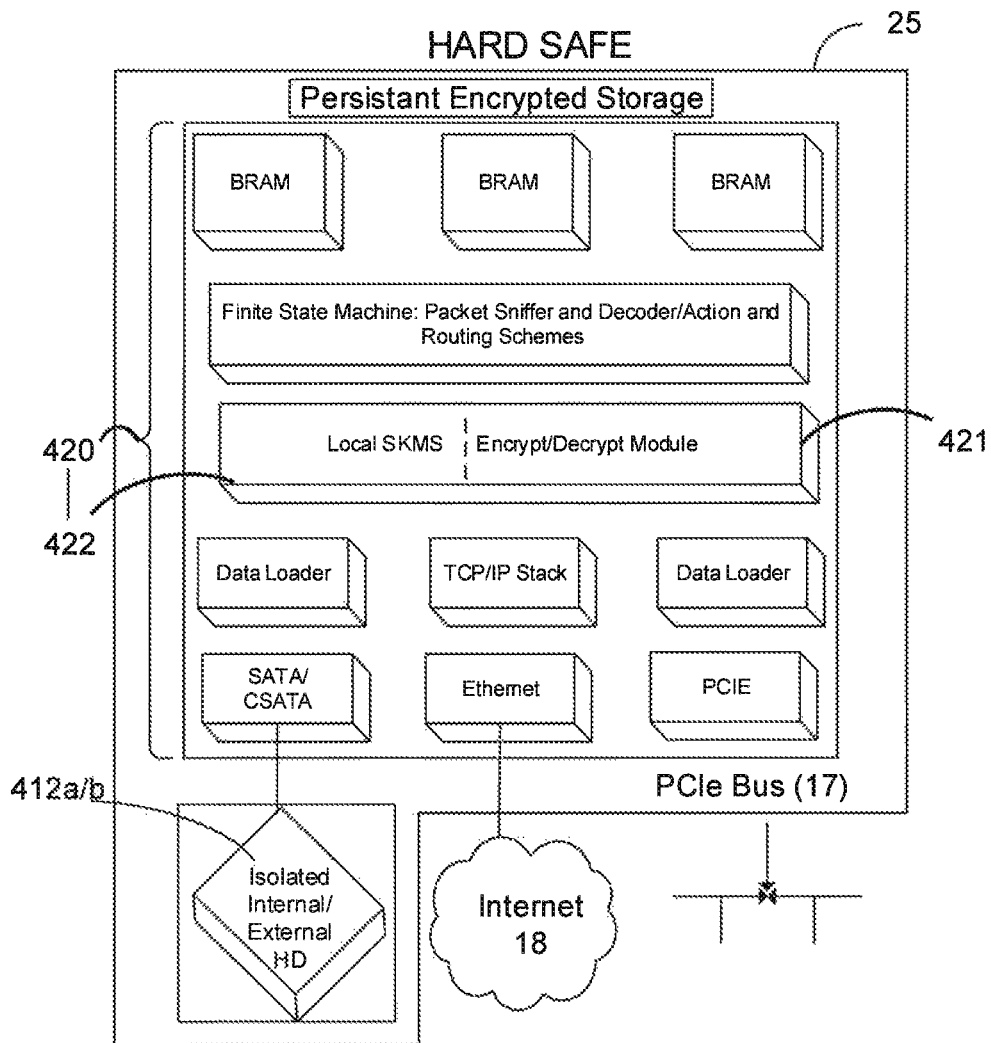 25
HARD SAFE
Persistant Encrypted Storage
BRAM
BRAM
BRAM
Finite State Machine: Packet Sniffer and Decoder/Action and
Routing Schemes
420
422
Local SKMS
Encrypt/Decrypt Module
421
Data Loader
TCP/IP Stack
Data Loader
SATA/
CSATA
Ethernet
PCIE
412a/b
PCIe Bus (17)
Isolated
Internal/
External
HD
Internet
18